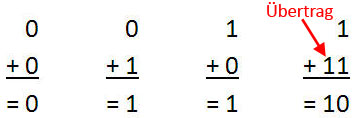 Übertrag
0 0 1 1
+ 0 + 1 + 0 + 11
= 0 = 1 = 1 = 10